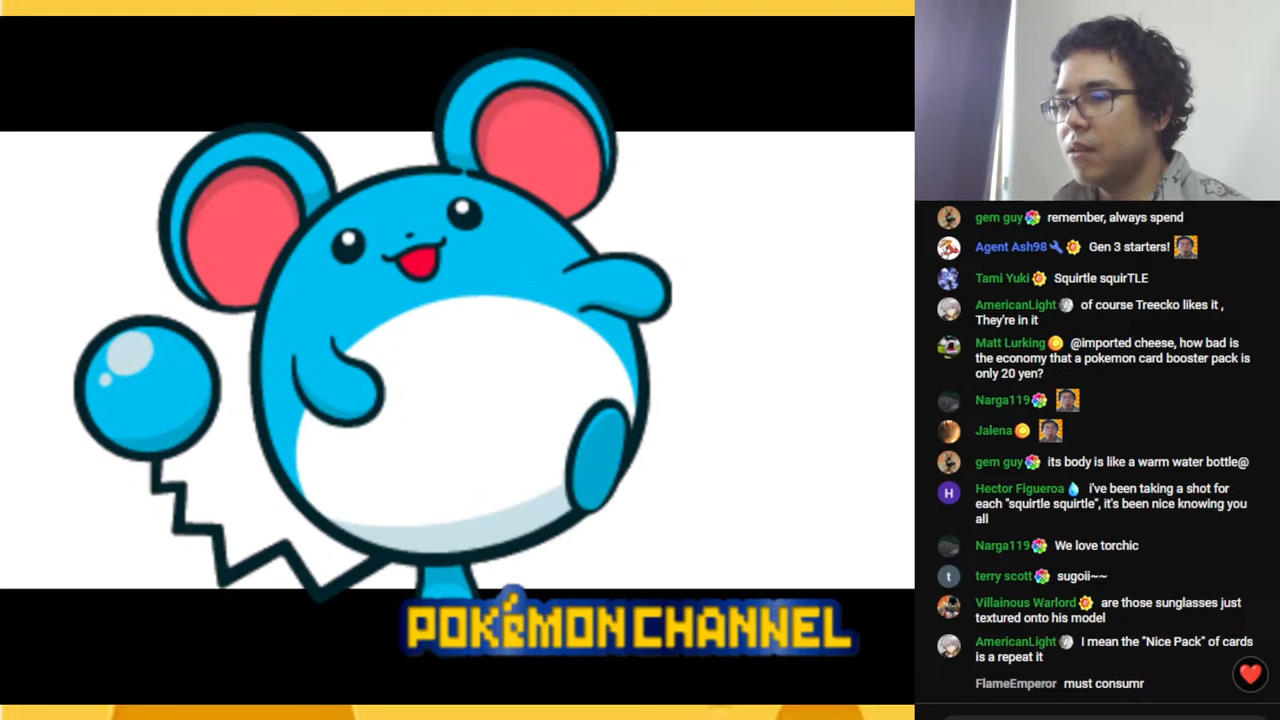 POKéMON CHANNEL
gem guy remember, always spend
Agent Ash98 Gen 3 starters!
Tami Yuki Squirtle squirTLE
AmericanLight of course Treecko likes it ,
They're in it
Matt Lurking @imported cheese, how bad is
the economy that a pokemon card booster pack is
only 20 yen?
Narga119
Jalena
gem guy its body is like a warm water bottle@
H Hector Figueroa i've been taking a shot for
each "squirtle squirtle", it's been nice knowing you
all
Narga119 We love torchic
t terry scott sugoii~~
Villainous Warlord are those sunglasses just
textured onto his model
AmericanLight I mean the "Nice Pack" of cards
is a repeat it
FlameEmperor must consumr